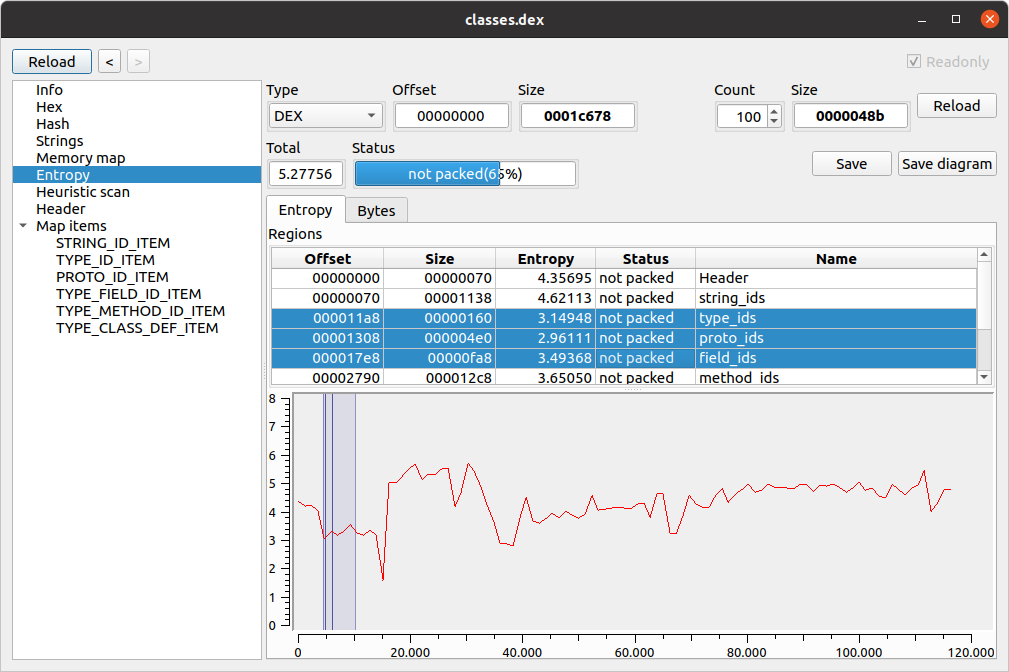 classes.dex
Reload < > Readonly
Info
Hex
Hash
Strings
Memory map
Entropy
Heuristic scan
Header
Map items
STRING_ID_ITEM
TYPE_ID_ITEM
PROTO_ID_ITEM
TYPE_FIELD_ID_ITEM
TYPE_METHOD_ID_ITEM
TYPE_CLASS_DEF_ITEM
Type Offset Size Count Size
DEX 00000000 0001c678 100 0000048b Reload
Total Status
5.27756 not packed(65%) Save Save diagram
Entropy Bytes
Regions
Offset Size Entropy Status Name
00000000 00000070 4.35695 not packed Header
00000070 00001138 4.62113 not packed string_ids
000011a8 00000160 3.14948 not packed type_ids
00001308 000004e0 2.96111 not packed proto_ids
000017e8 00000fa8 3.49368 not packed field_ids
00002790 000012c8 3.65050 not packed method_ids
8
7
6
5
4
3
2
1
0
0 20.000 40.000 60.000 80.000 100.000 120.000